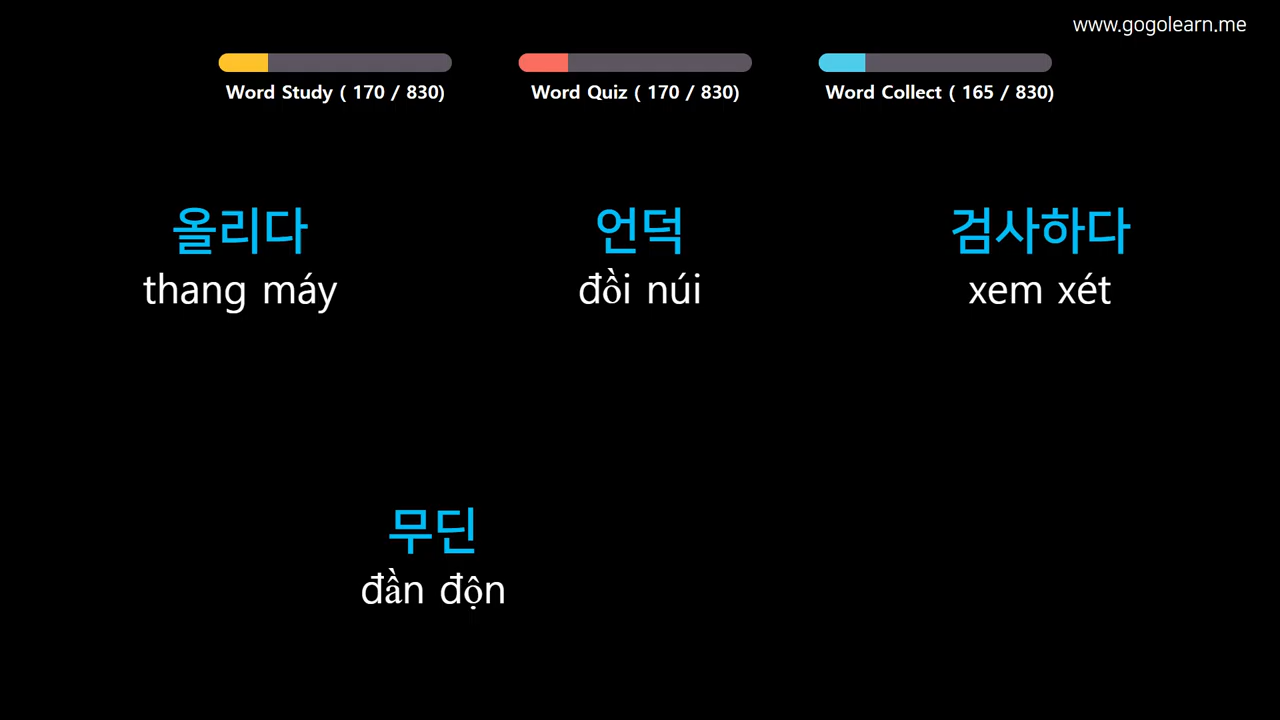 www.gogolearn.me
Word Study ( 170 / 830)
Word Quiz ( 170 / 830)
Word Collect ( 165 / 830)
올리다
thang máy
언덕
đồi núi
검사하다
xem xét
무딘
đần độn